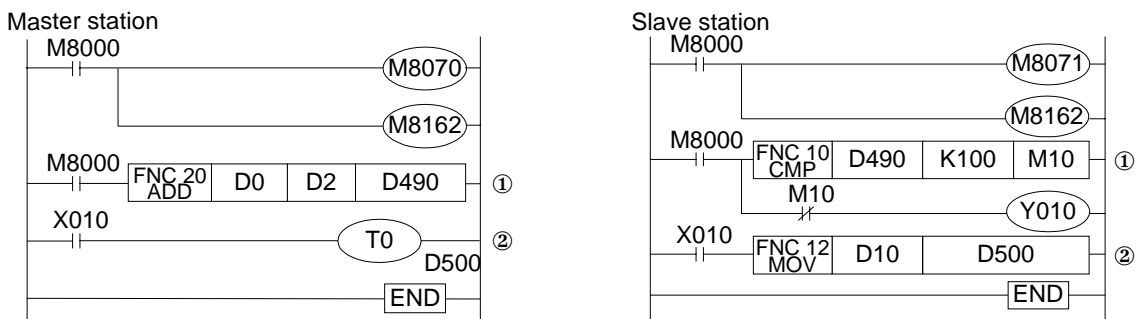 Master station
M8000
M8070
M8162
M8000
FNC 20
ADD
D0
D2
D490
①
X010
T0
②
D500
END
Slave station
M8000
M8071
M8162
M8000
FNC 10
CMP
D490
K100
M10
①
M10
Y010
X010
FNC 12
MOV
D10
D500
②
END